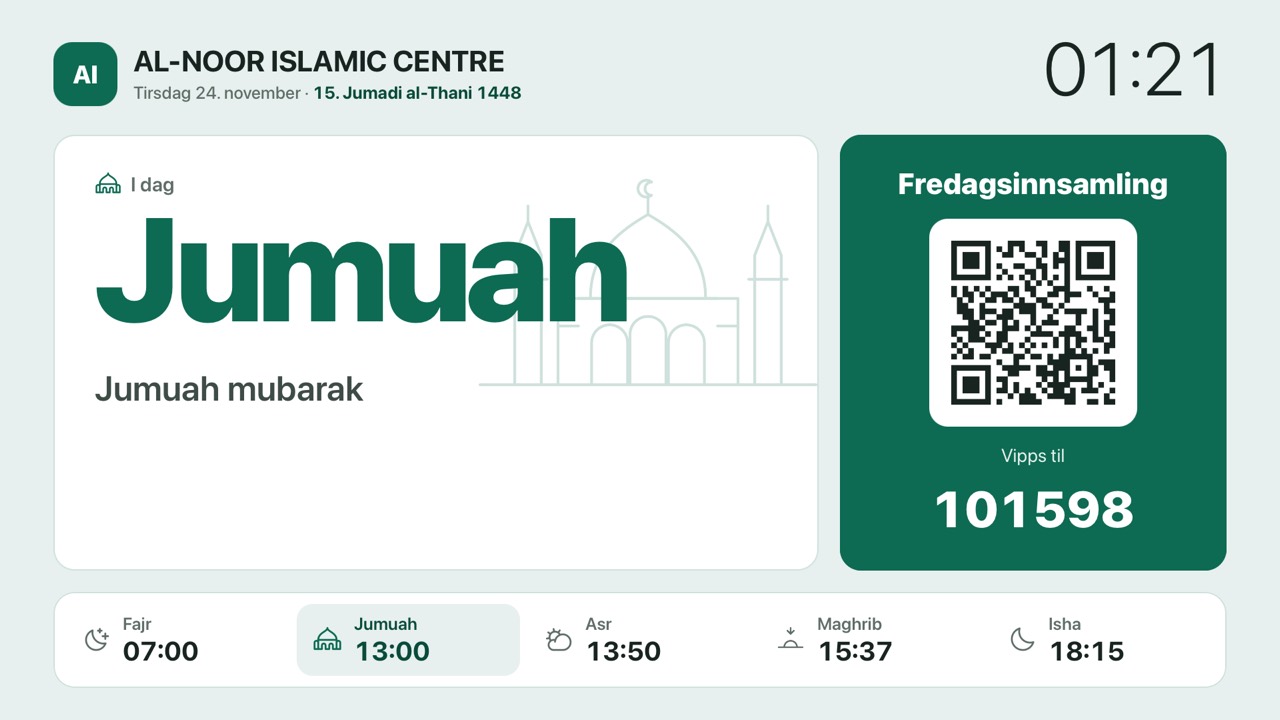 AI
AL-NOOR ISLAMIC CENTRE
Tirsdag 24. november · 15. Jumadi al-Thani 1448
01:21
I dag
Jumuah
Jumuah mubarak
Fredagsinnsamling
Vipps til
101598
Fajr
07:00
Jumuah
13:00
Asr
13:50
Maghrib
15:37
Isha
18:15